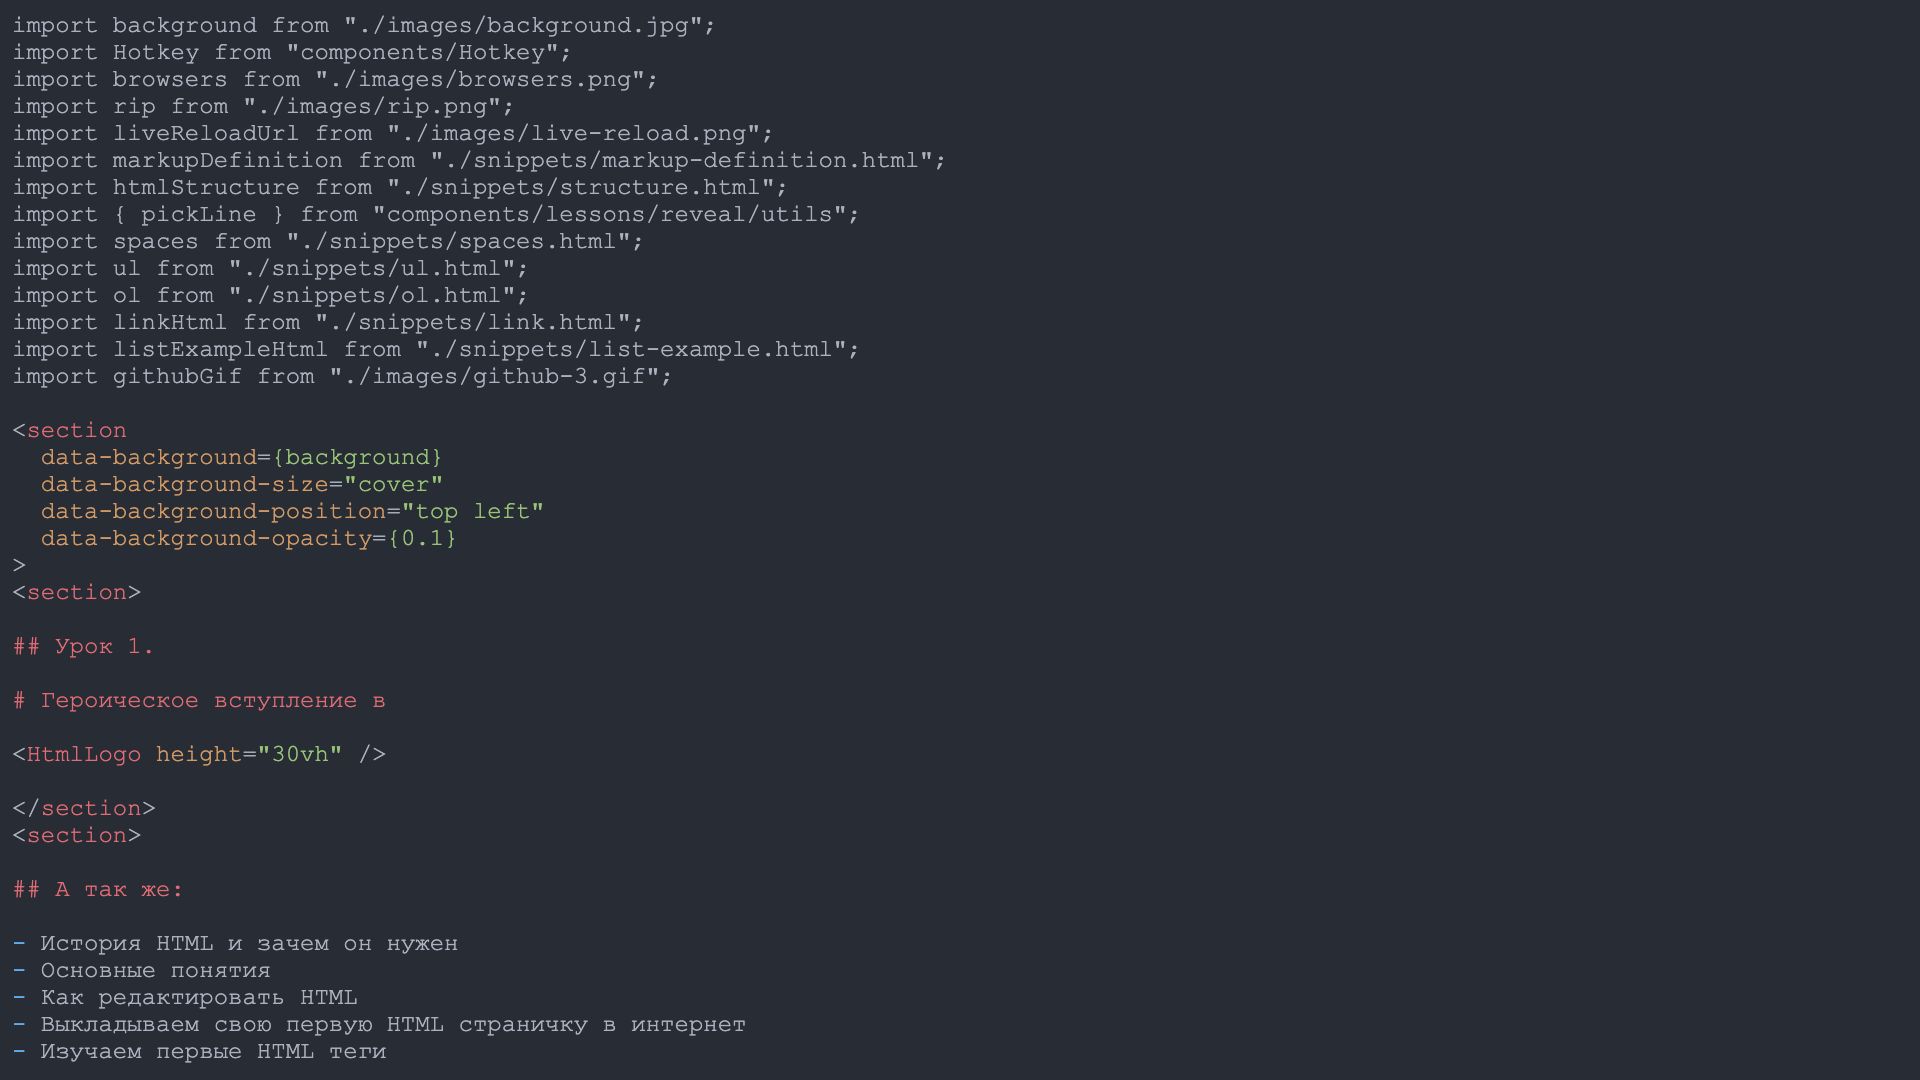 import background from "./images/background.jpg";
import Hotkey from "components/Hotkey";
import browsers from "./images/browsers.png";
import rip from "./images/rip.png";
import liveReloadUrl from "./images/live-reload.png";
import markupDefinition from "./snippets/markup-definition.html";
import htmlStructure from "./snippets/structure.html";
import { pickLine } from "components/lessons/reveal/utils";
import spaces from "./snippets/spaces.html";
import ul from "./snippets/ul.html";
import ol from "./snippets/ol.html";
import linkHtml from "./snippets/link.html";
import listExampleHtml from "./snippets/list-example.html";
import githubGif from "./images/github-3.gif";

<section
  data-background={background}
  data-background-size="cover"
  data-background-position="top left"
  data-background-opacity={0.1}
>
<section>

## Урок 1.

# Героическое вступление в

<HtmlLogo height="30vh" />

</section>
<section>

## А так же:

- История HTML и зачем он нужен
- Основные понятия
- Как редактировать HTML
- Выкладываем свою первую HTML страничку в интернет
- Изучаем первые HTML теги